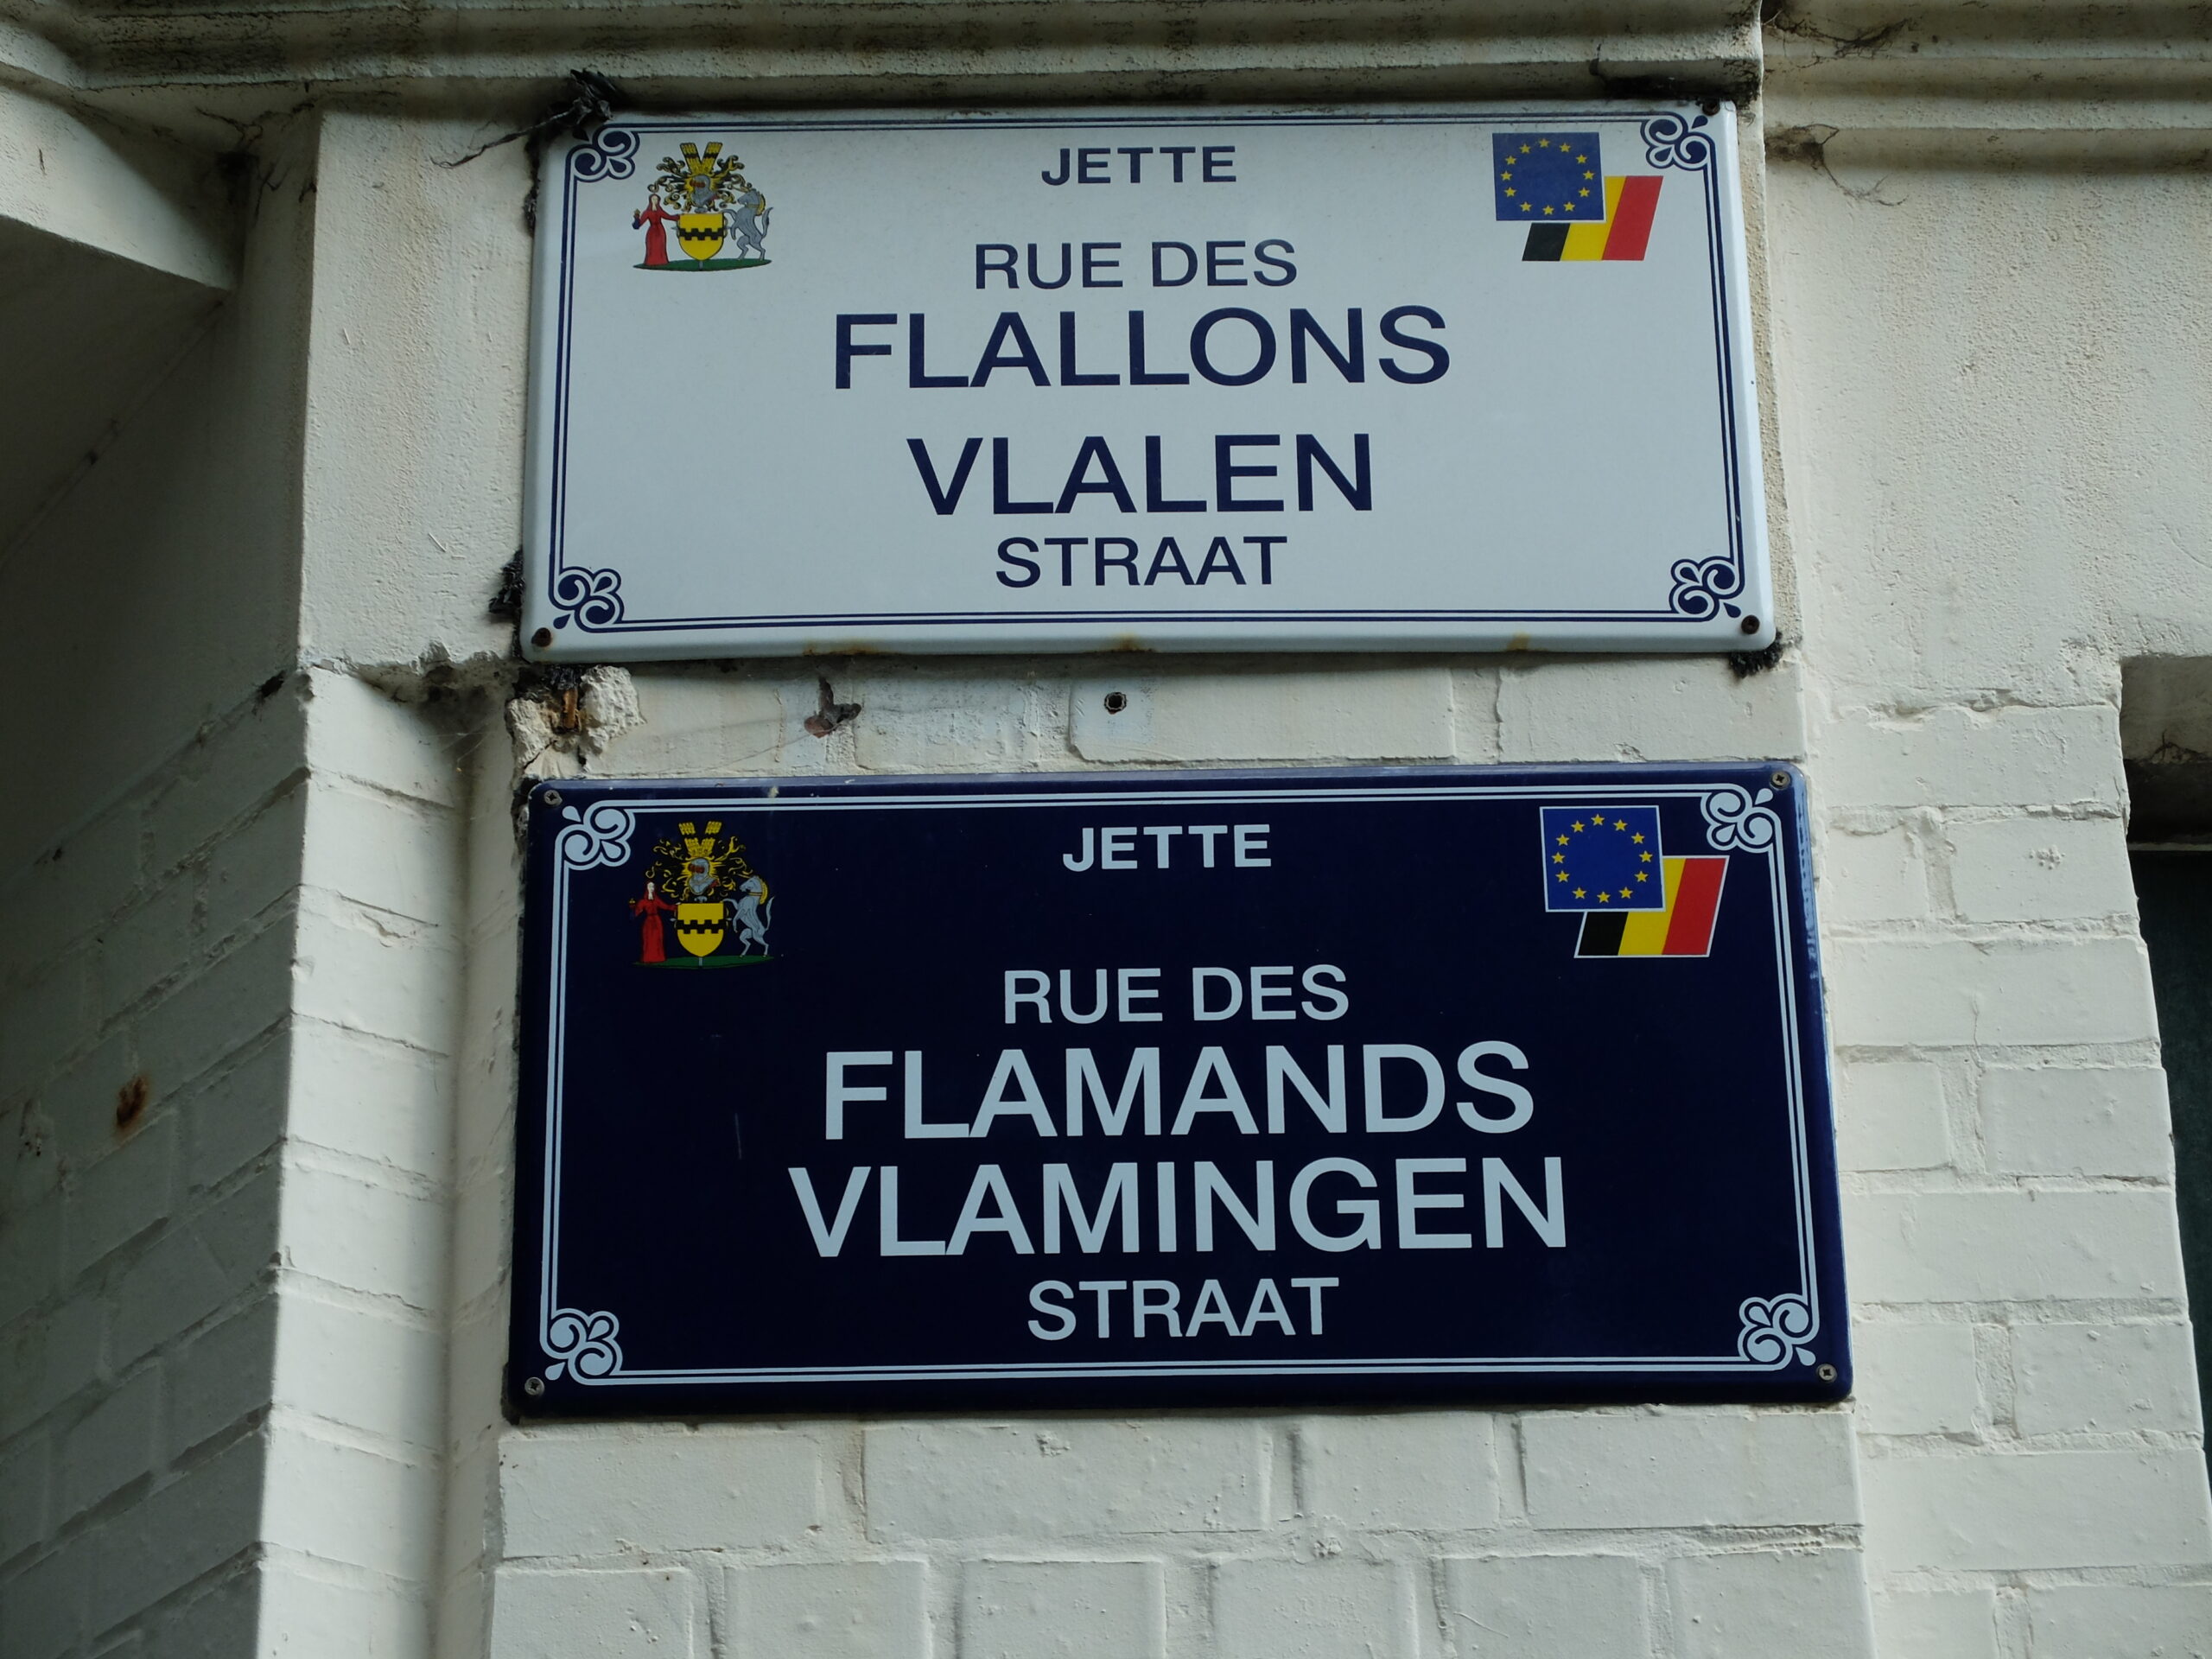 JETTE
RUE DES
FLALLONS
VLALEN
STRAAT
JETTE
RUE DES
FLAMANDS
VLAMINGEN
STRAAT